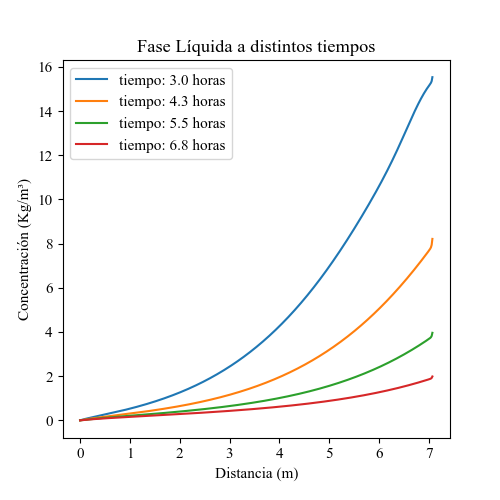 Fase Líquida a distintos tiempos
tiempo: 3.0 horas
tiempo: 4.3 horas
tiempo: 5.5 horas
tiempo: 6.8 horas
Concentración (Kg/m³)
16
14
12
10
8
6
4
2
0
0 1 2 3 4 5 6 7
Distancia (m)